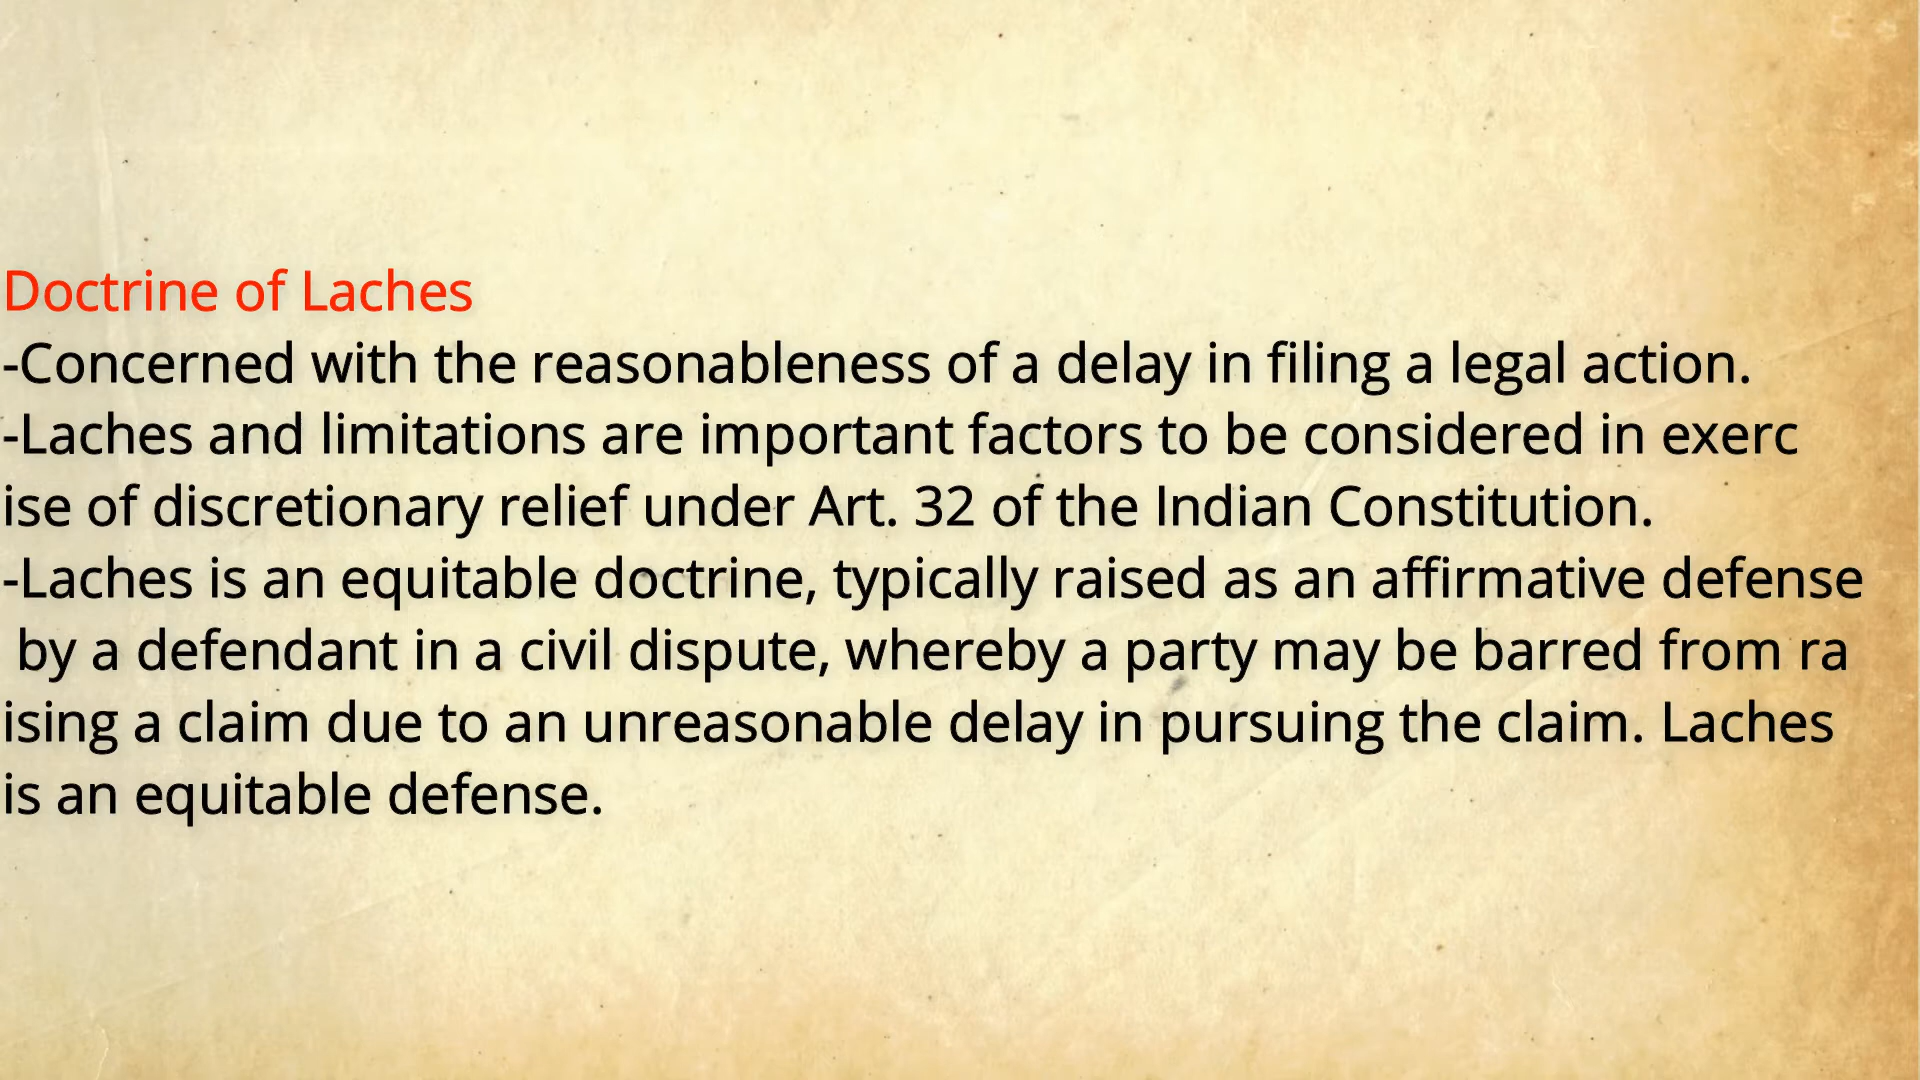 Doctrine of Laches
-Concerned with the reasonableness of a delay in filing a legal action.
-Laches and limitations are important factors to be considered in exerc
ise of discretionary relief under Art. 32 of the Indian Constitution.
-Laches is an equitable doctrine, typically raised as an affirmative defense
by a defendant in a civil dispute, whereby a party may be barred from ra
ising a claim due to an unreasonable delay in pursuing the claim. Laches
is an equitable defense.